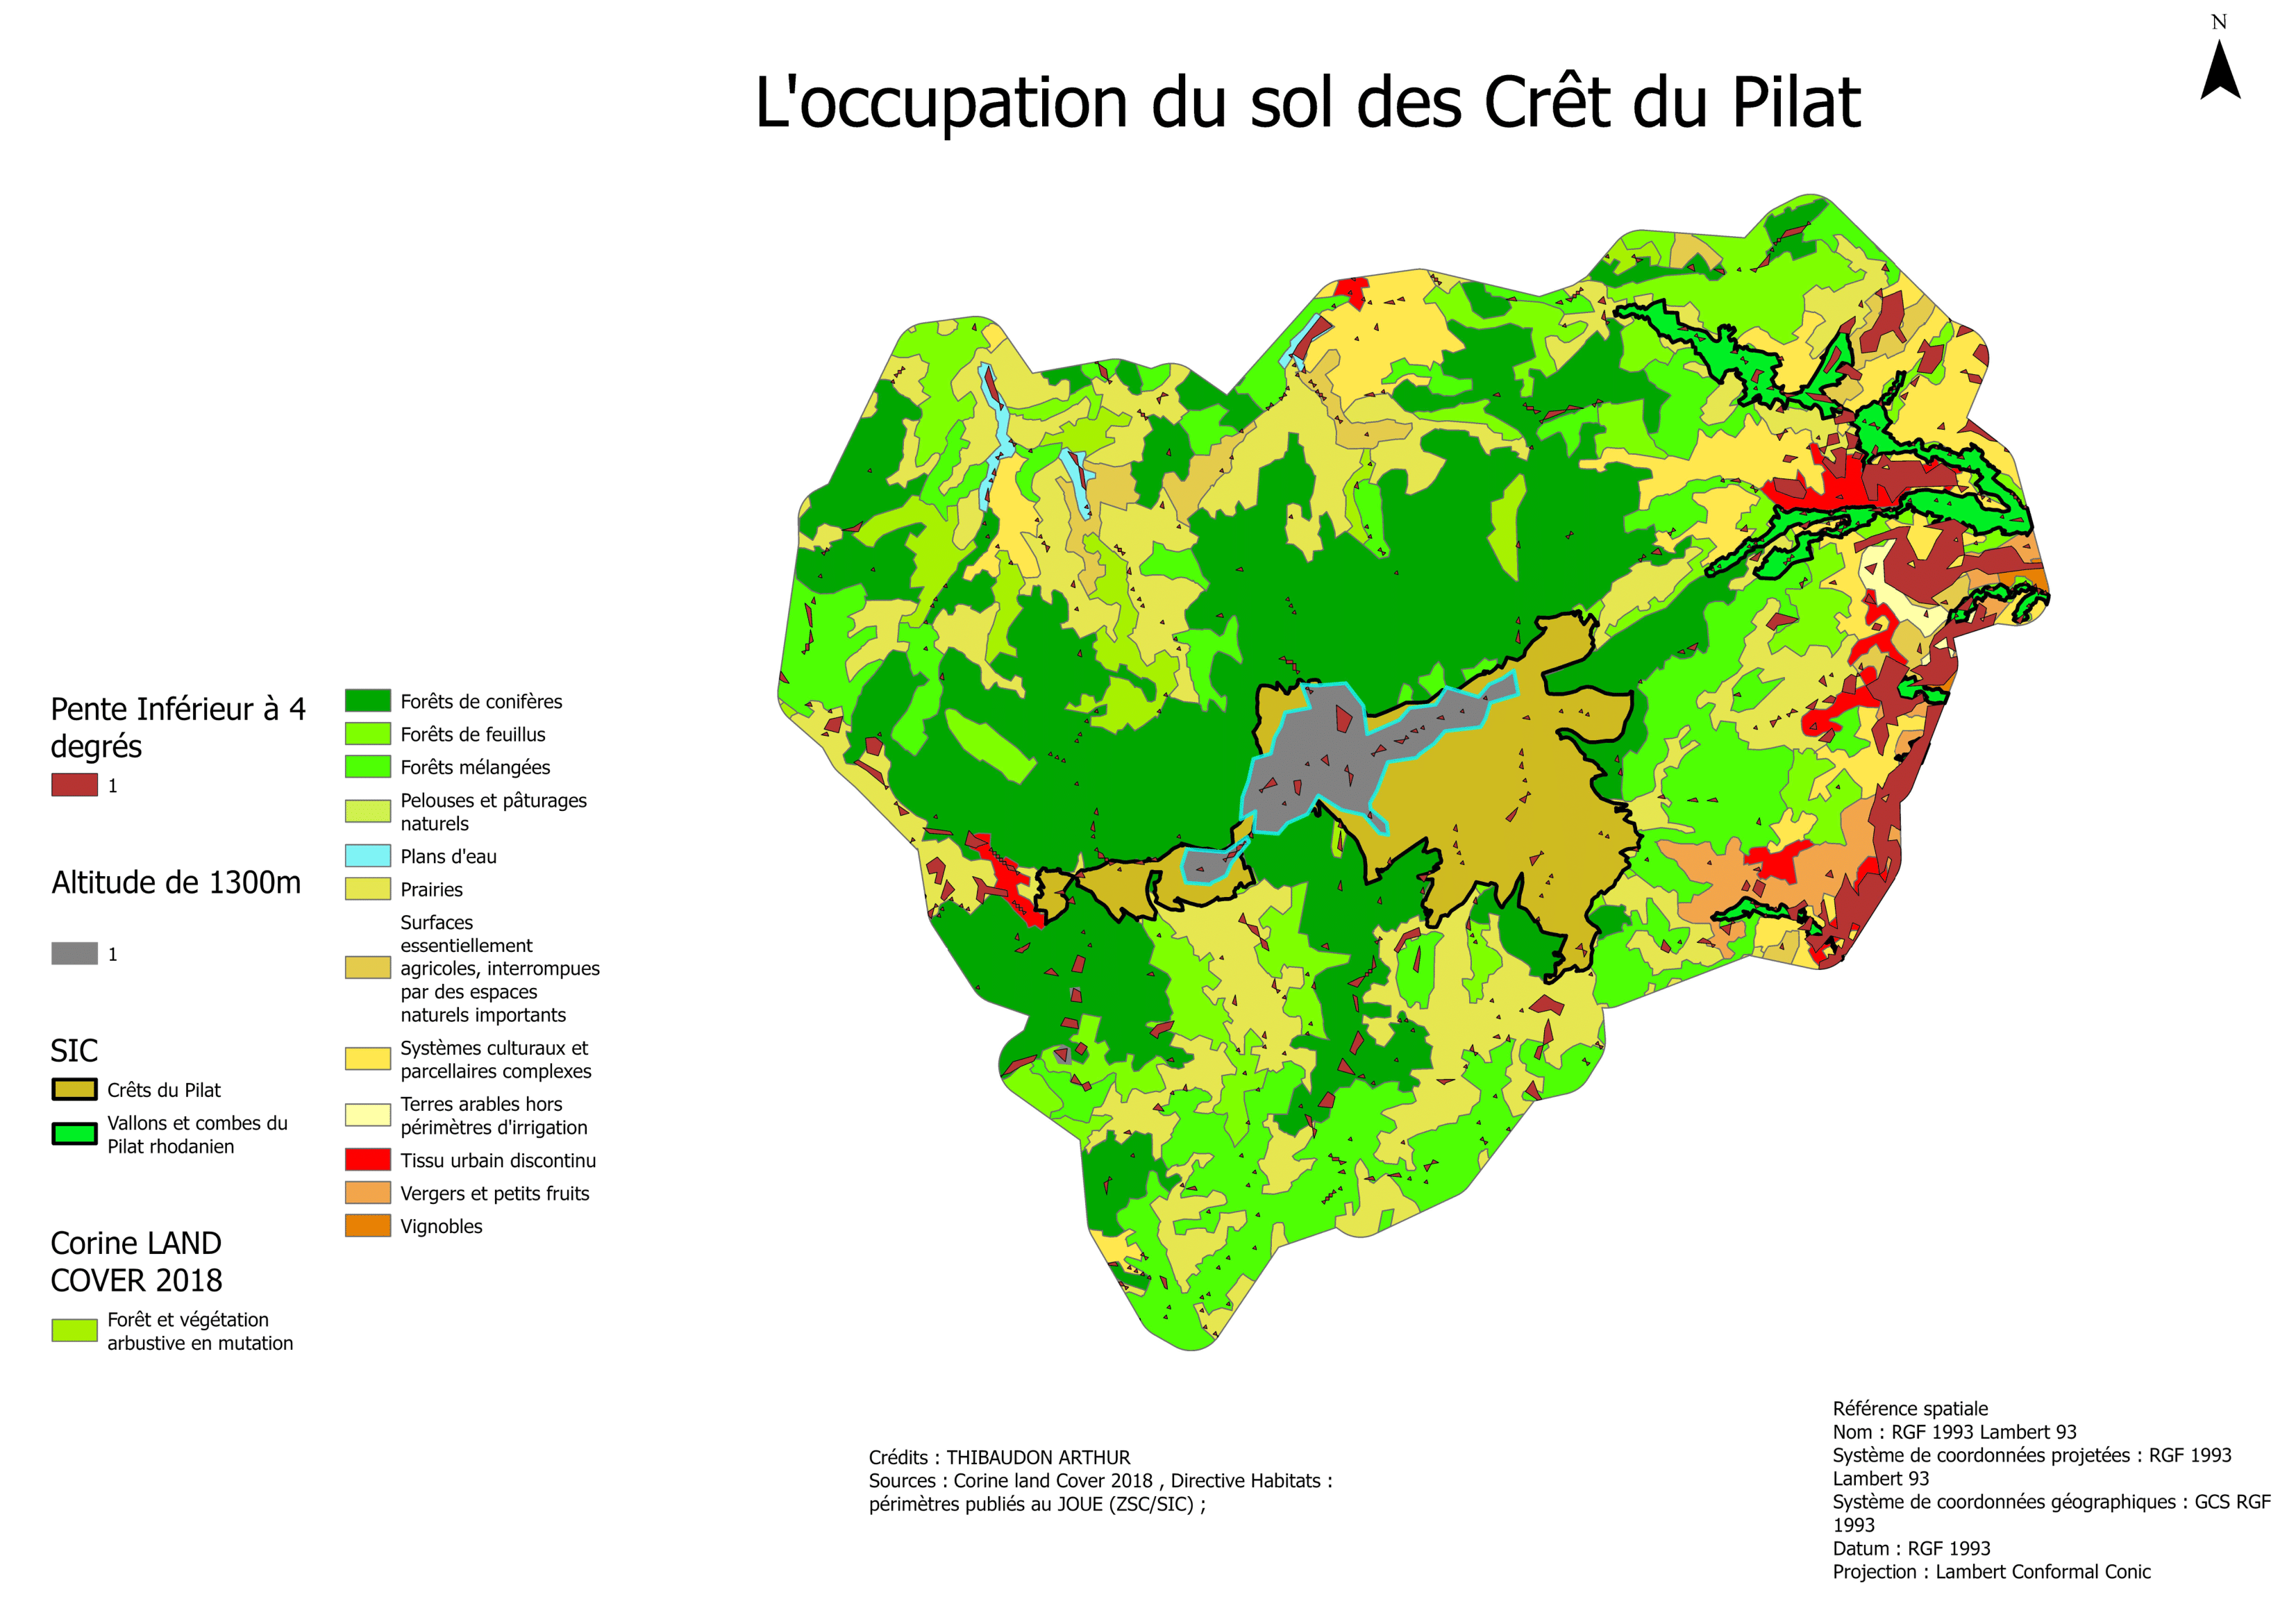 N
L'occupation du sol des Crêt du Pilat
Pente Inférieur à 4
degrés
1
Altitude de 1300m
1
SIC
Crêts du Pilat
Vallons et combes du
Pilat rhodanien
Corine LAND
COVER 2018
Forêt et végétation
arbustive en mutation
Forêts de conifères
Forêts de feuillus
Forêts mélangées
Pelouses et pâturages
naturels
Plans d'eau
Prairies
Surfaces
essentiellement
agricoles, interrompues
par des espaces
naturels importants
Systèmes culturaux et
parcellaires complexes
Terres arables hors
périmètres d'irrigation
Tissu urbain discontinu
Vergers et petits fruits
Vignobles
Crédits : THIBAUDON ARTHUR
Sources : Corine land Cover 2018 , Directive Habitats :
périmètres publiés au JOUE (ZSC/SIC) ;
Référence spatiale
Nom : RGF 1993 Lambert 93
Système de coordonnées projetées : RGF 1993
Lambert 93
Système de coordonnées géographiques : GCS RGF
1993
Datum : RGF 1993
Projection : Lambert Conformal Conic